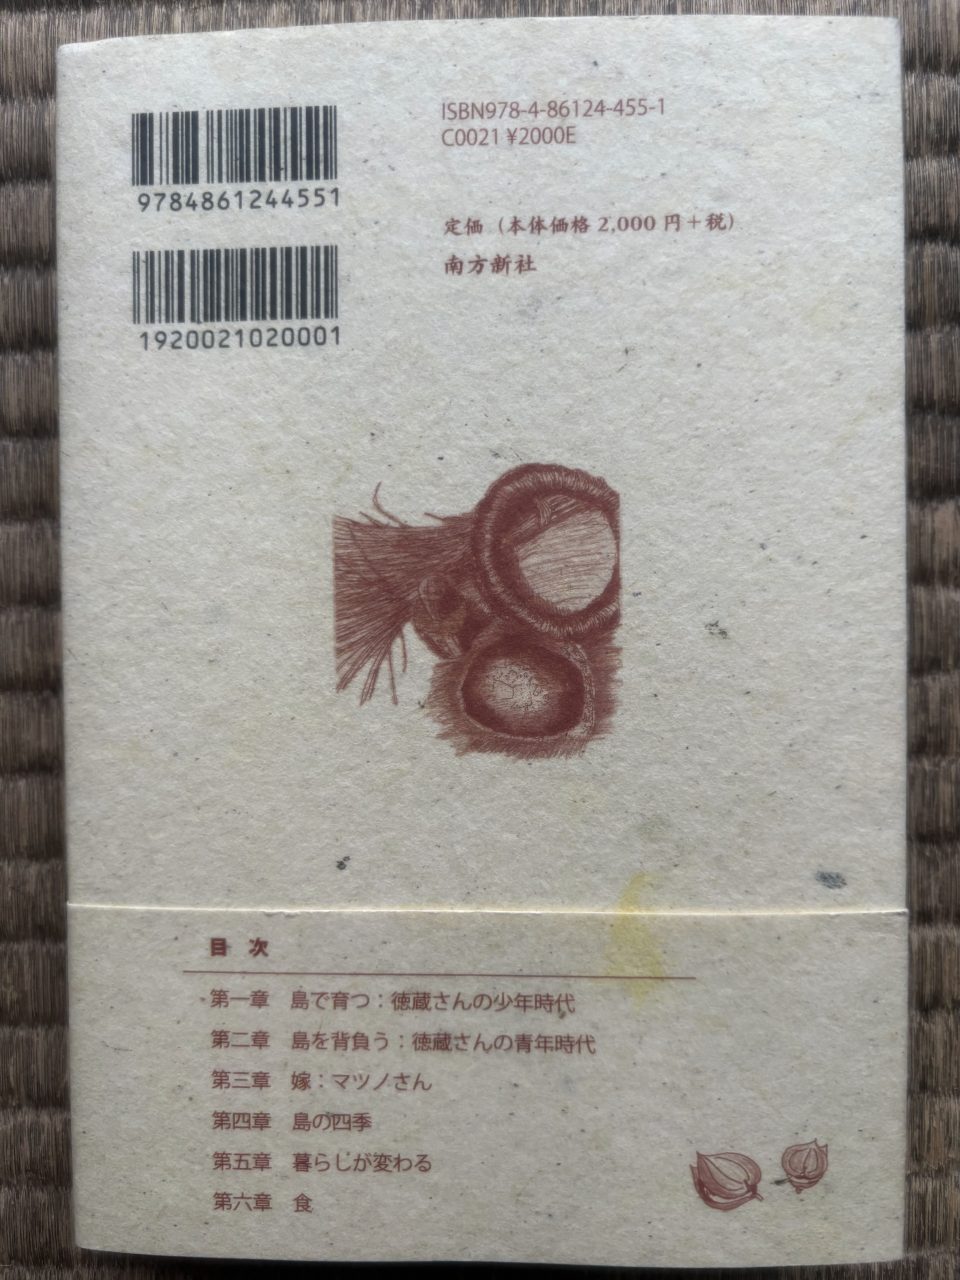 9784861244551
1920021020001
ISBN978-4-86124-455-1
C0021 ¥2000E
定価（本体価格 2,000 円＋税）
南方新社
目 次
第一章 島で育つ：徳蔵さんの少年時代
第二章 島を背負う：徳蔵さんの青年時代
第三章 嫁：マツノさん
第四章 島の四季
第五章 暮らしが変わる
第六章 食